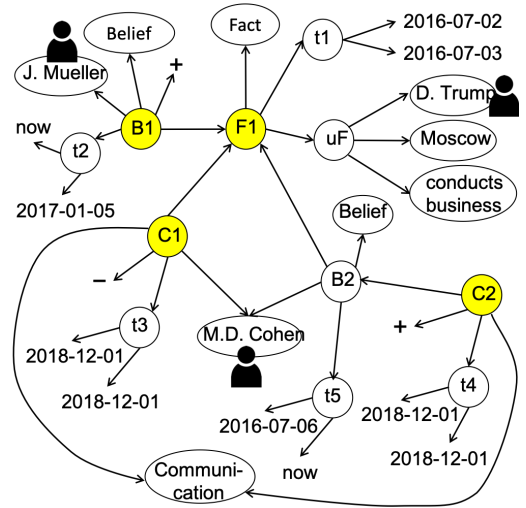 Belief
Fact
t1
2016-07-02
2016-07-03
J. Mueller
+
D. Trump
now
B1
F1
uF
Moscow
t2
2017-01-05
conducts
business
Belief
C1
B2
C2
–
+
t3
M.D. Cohen
2018-12-01
2018-12-01
t4
2018-12-01
2018-12-01
t5
2016-07-06
now
Communi-
cation